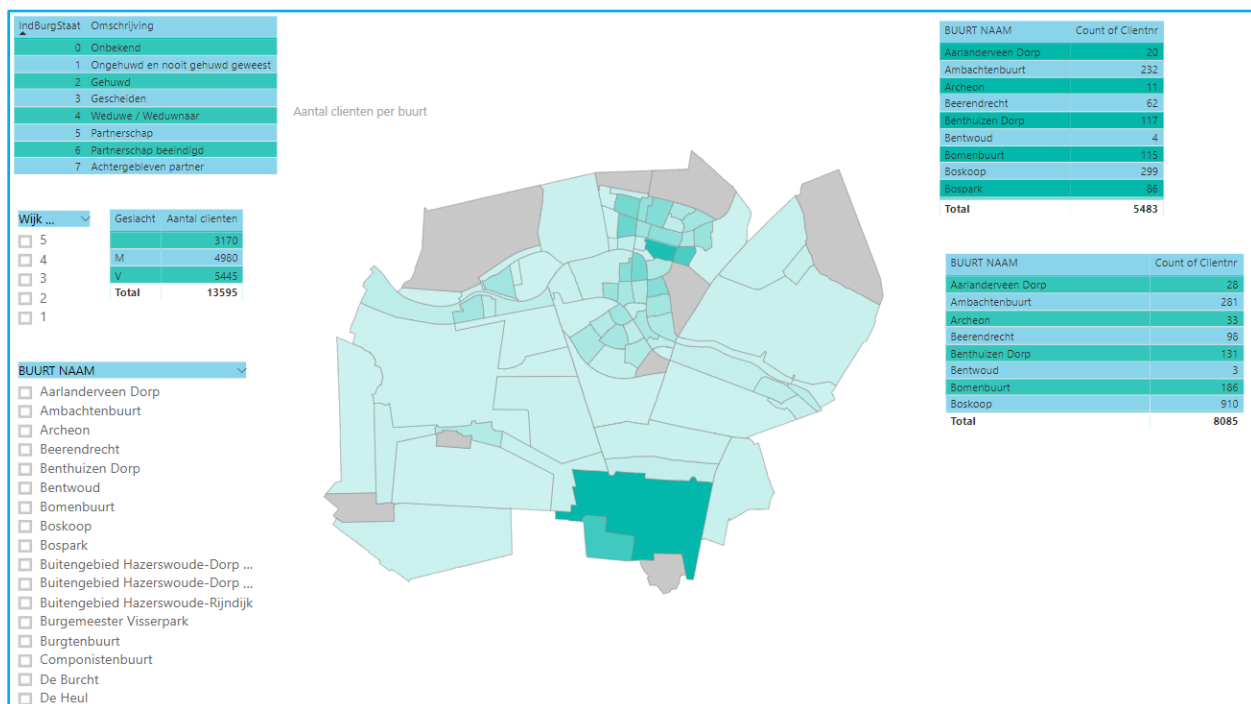 IndBurgStaat Omschrijving
0 Onbekend
1 Ongehuwd en nooit gehuwd geweest
2 Gehuwd
3 Gescheiden
4 Weduwe / Weduwnaar
5 Partnerschap
6 Partnerschap beeindigd
7 Achtergebieven partner
Wijk ...
5
4
3
2
1
Geslacht Aantal clienten
3170
M 4980
V 5445
Total 13595
BUURT NAAM
Aarlanderveen Dorp
Ambachtenbuurt
Archeon
Beerendrecht
Benthuizen Dorp
Bentwoud
Bomenbuurt
Boskoop
Bospark
Buitengebied Hazerswoude-Dorp ...
Buitengebied Hazerswoude-Dorp ...
Buitengebied Hazerswoude-Rijndijk
Burgemeester Visserpark
Burgtenbuurt
Componistenbuurt
De Burcht
De Heul
Aantal clienten per buurt
BUURT NAAM Count of Clientnr
Aarlanderveen Dorp 20
Ambachtenbuurt 232
Archeon 11
Beerendrecht 62
Benthuizen Dorp 117
Bentwoud 4
Bomenbuurt 115
Boskoop 299
Bospark 86
Total 5483
BUURT NAAM Count of Clientnr
Aarlanderveen Dorp 28
Ambachtenbuurt 281
Archeon 33
Beerendrecht 98
Benthuizen Dorp 131
Bentwoud 3
Bomenbuurt 186
Boskoop 910
Total 8085